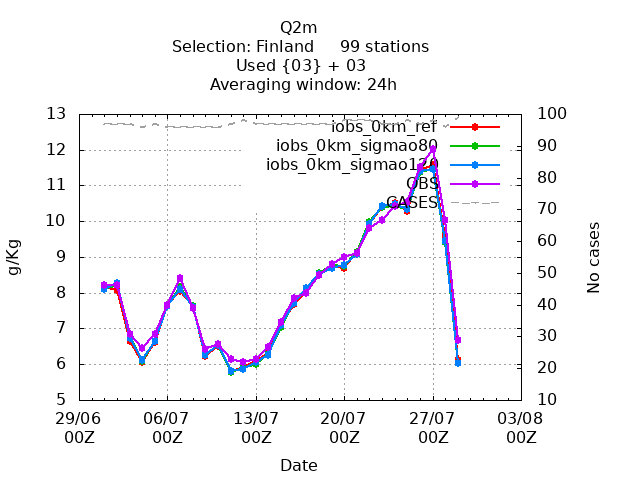 Q2m
Selection: Finland 99 stations
Used {03} + 03
Averaging window: 24h
13
12
11
10
9
8
7
6
5
g/Kg
100
90
80
70
60
50
40
30
20
10
No cases
iobs_0km_ref
iobs_0km_sigmao80
iobs_0km_sigmao120
OBS
CASES
29/06 06/07 13/07 20/07 27/07 03/08
00Z 00Z 00Z 00Z 00Z 00Z
Date